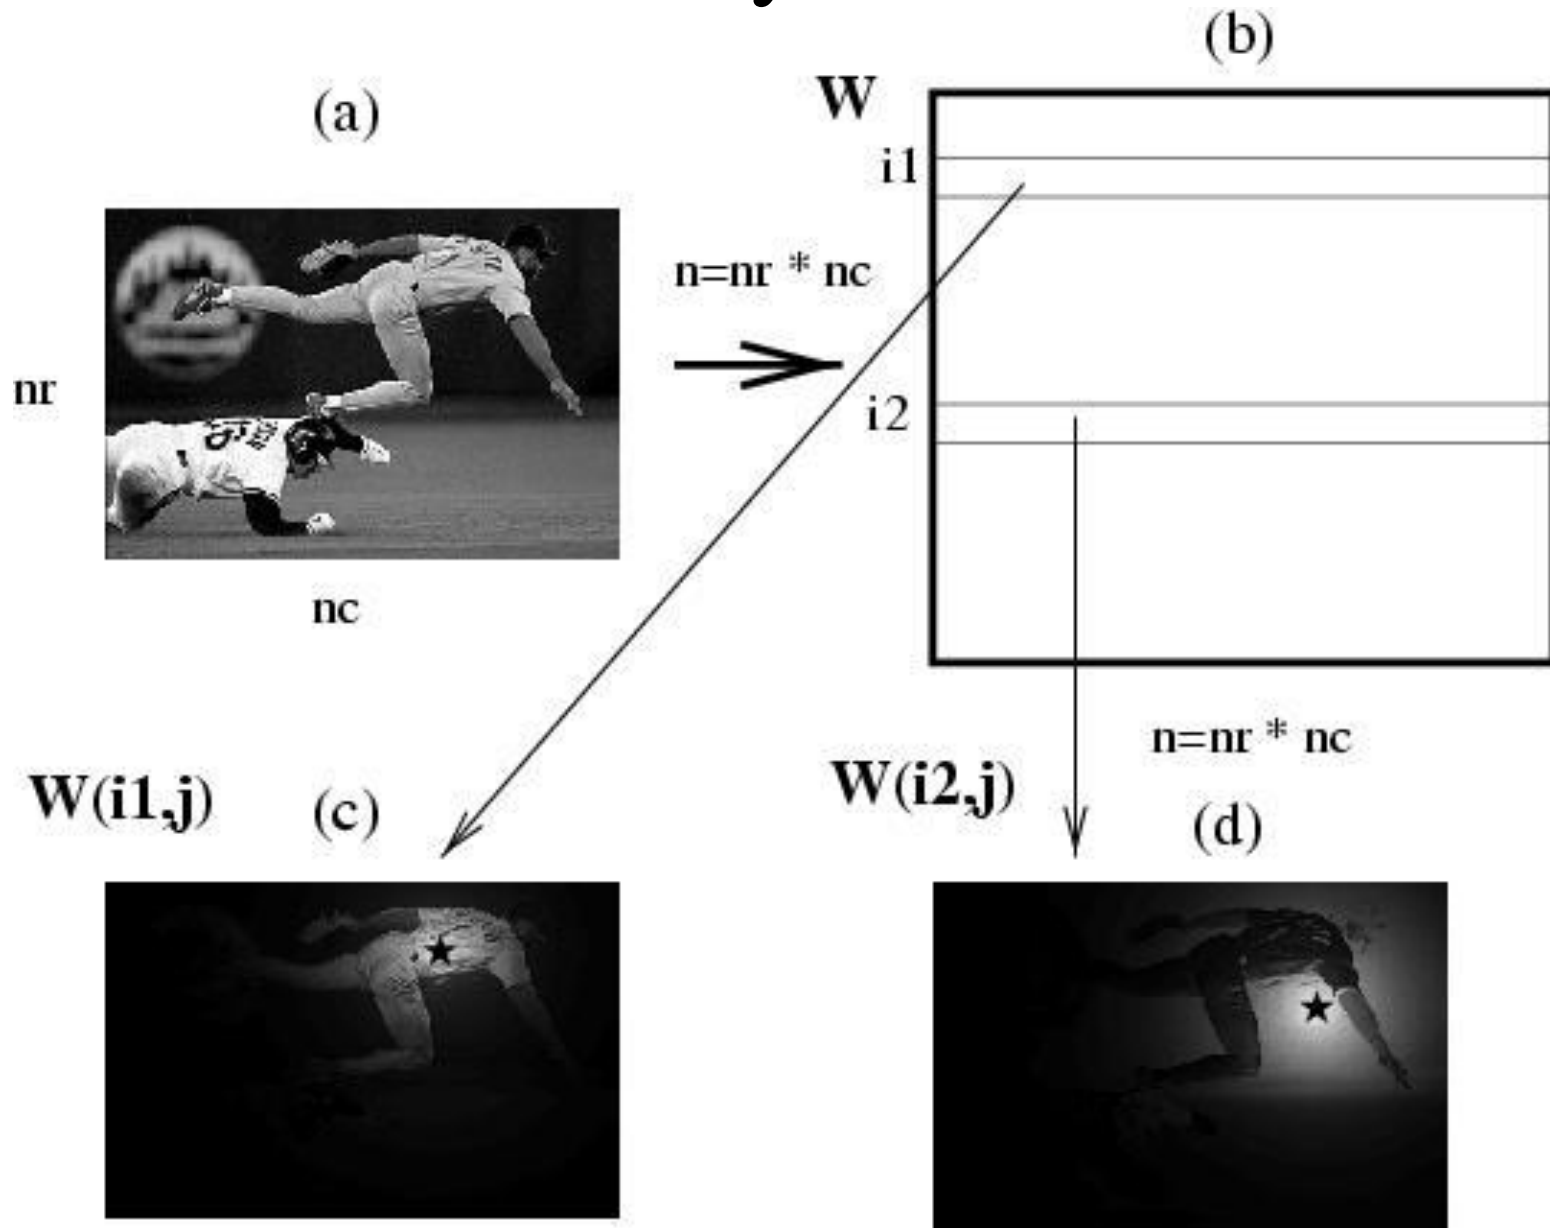 (b)
W
(a)
i1
n=nr * nc
nr
i2
nc
n=nr * nc
W(i1,j)
(c)
W(i2,j)
(d)